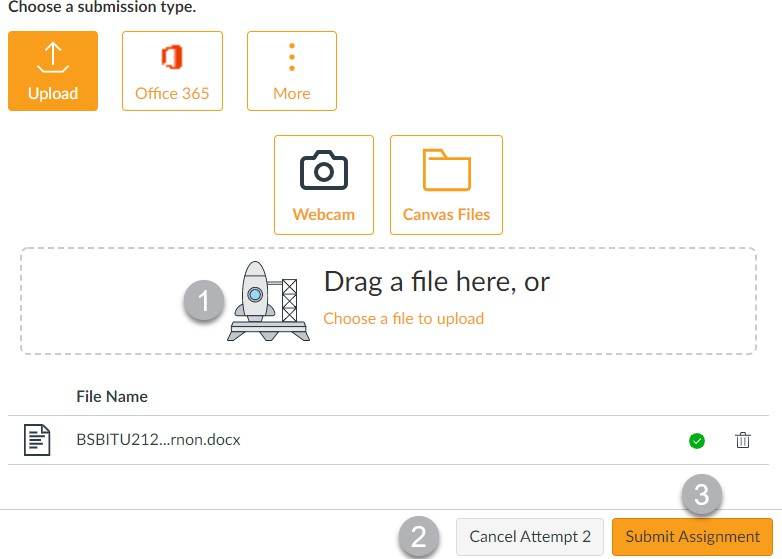 Choose a submission type.
Upload Office 365 More
Webcam Canvas Files
1
Drag a file here, or
Choose a file to upload
File Name
BSBITU212...rnon.docx
3
2 Cancel Attempt 2 Submit Assignment